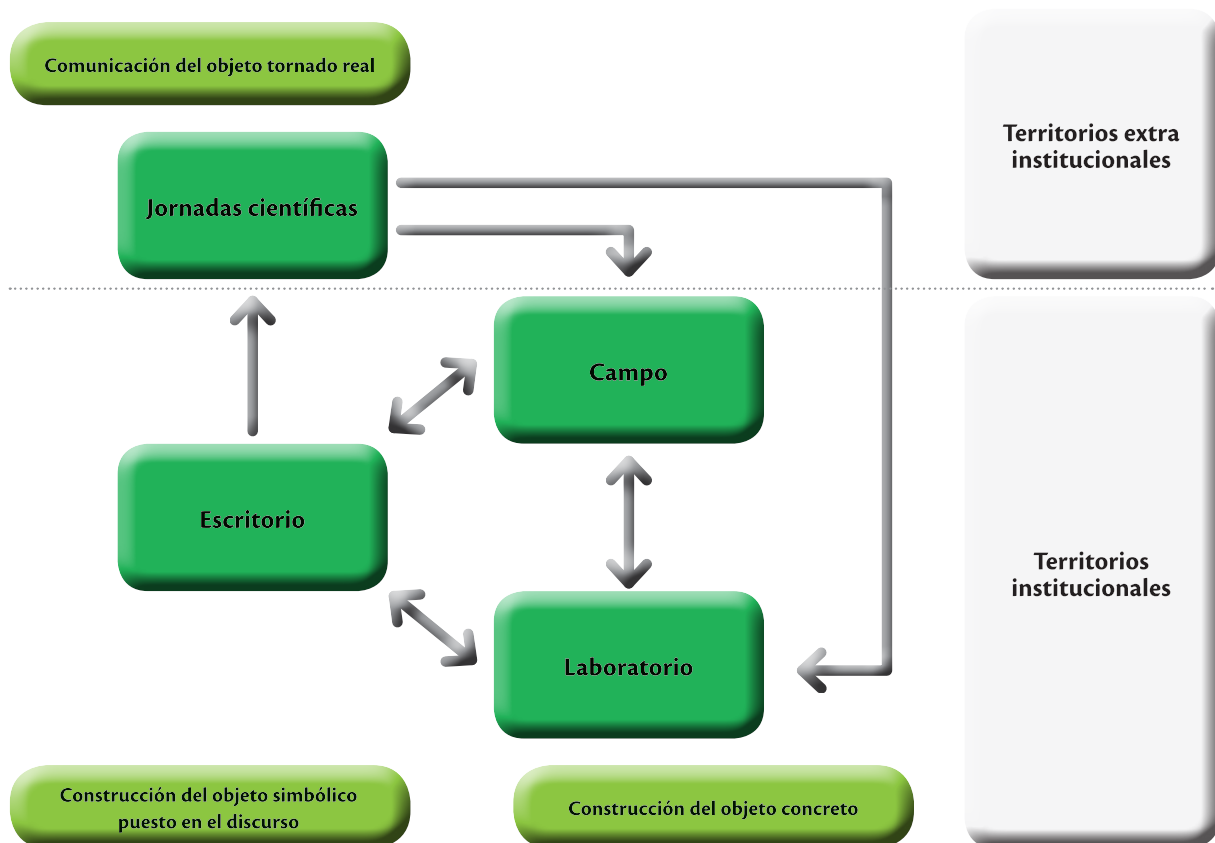 Comunicación del objeto tornado real
Jornadas científicas
Territorios extra
institucionales
Campo
Escritorio
Territorios
institucionales
Laboratorio
Construcción del objeto simbólico
puesto en el discurso
Construcción del objeto concreto